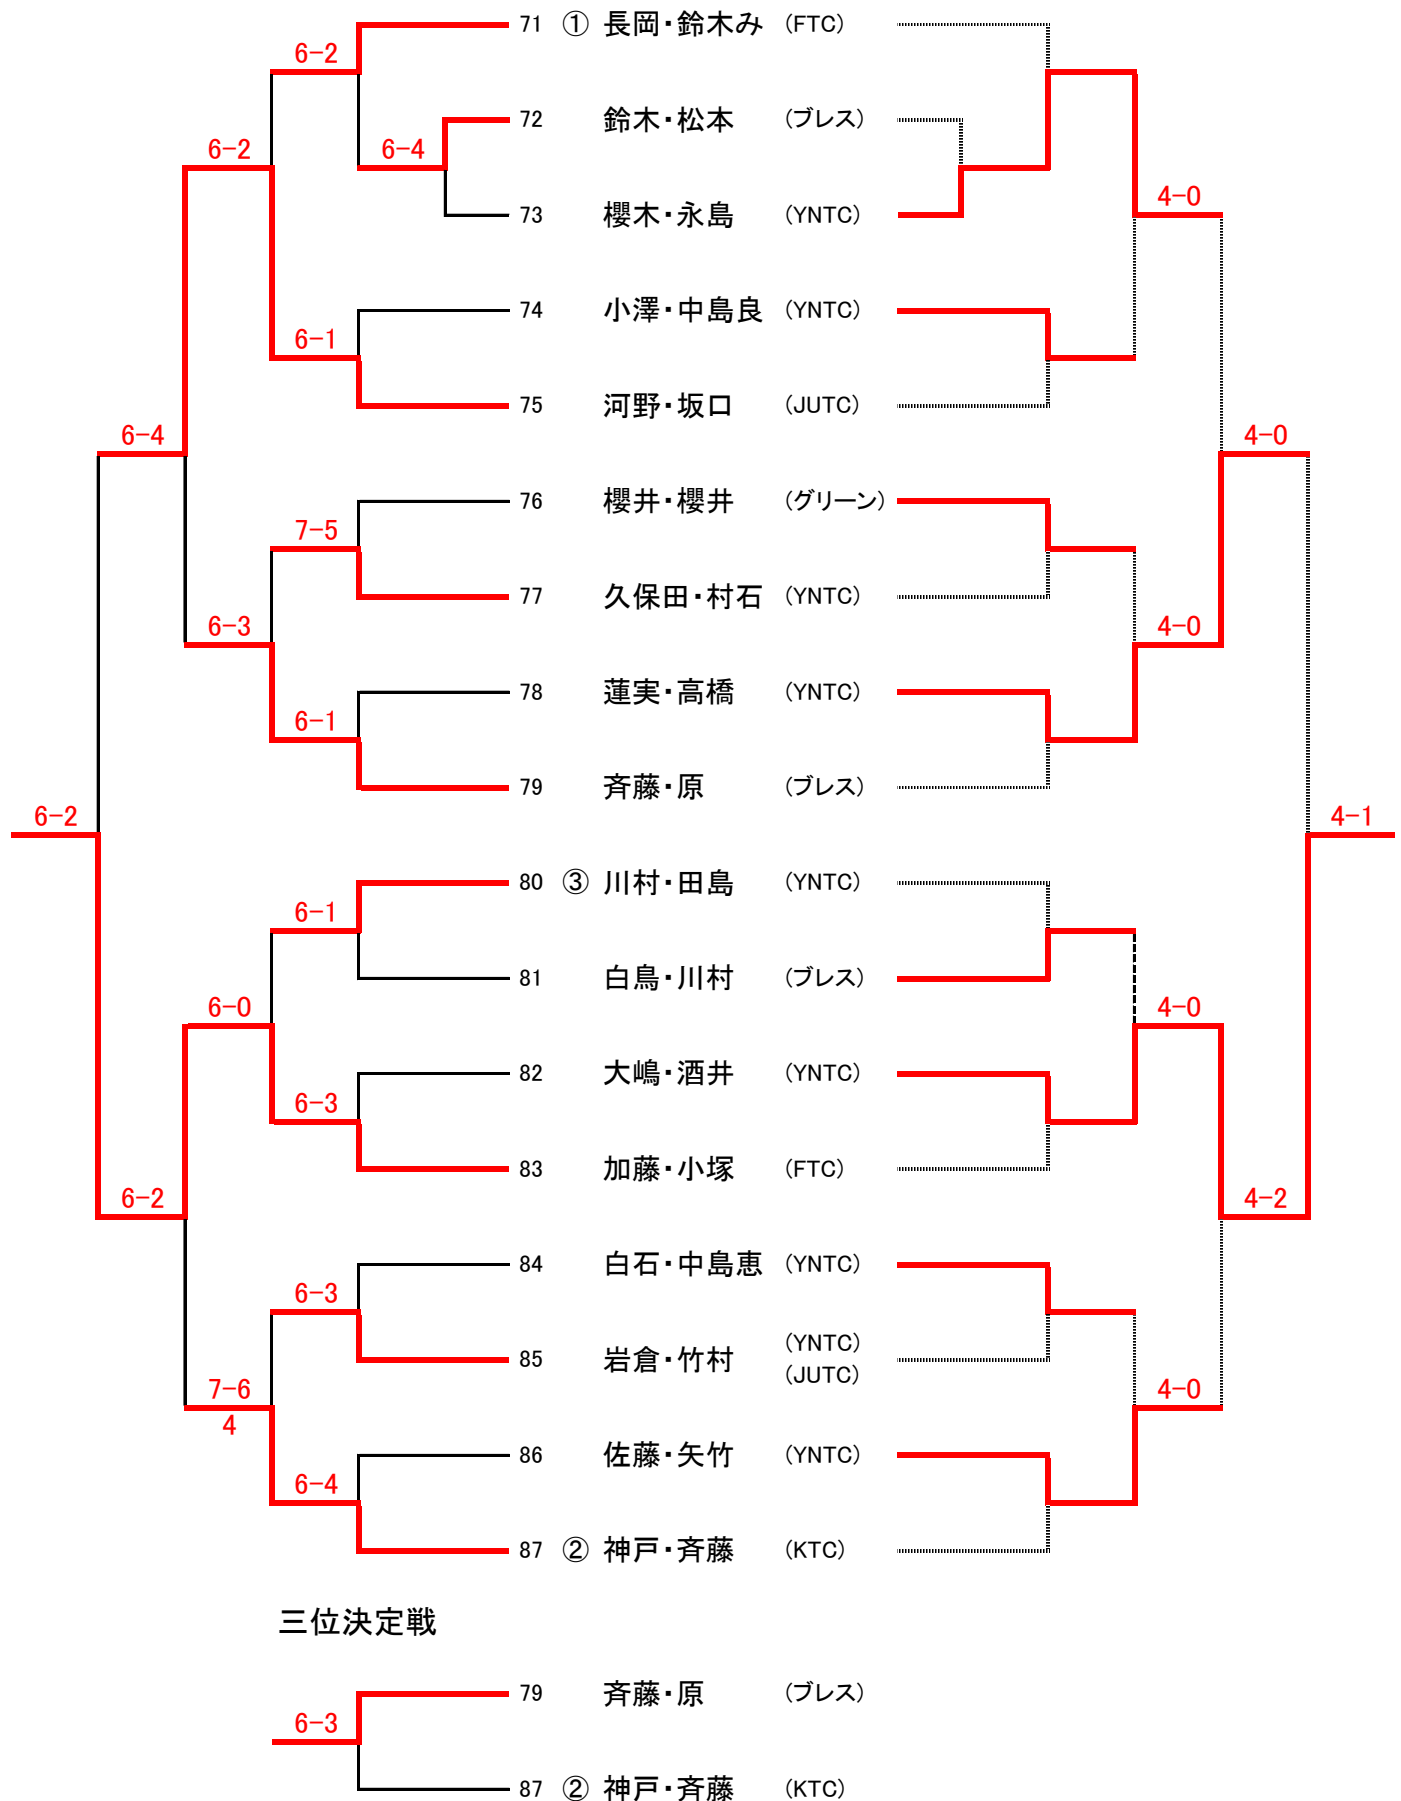 71 ① 長岡・鈴木み (FTC)
6-2
72 鈴木・松本 (ブレス)
6-2 6-4
73 櫻木・永島 (YNTC) 4-0
74 小澤・中島良 (YNTC)
6-1
75 河野・坂口 (JUTC)
6-4 4-0
76 櫻井・櫻井 (グリーン)
7-5
77 久保田・村石 (YNTC)
6-3 4-0
78 蓮実・高橋 (YNTC)
6-1
79 斉藤・原 (ブレス)
6-2 4-1
80 ③ 川村・田島 (YNTC)
6-1
81 白鳥・川村 (ブレス)
6-0 4-0
82 大嶋・酒井 (YNTC)
6-3
83 加藤・小塚 (FTC)
6-2 4-2
84 白石・中島恵 (YNTC)
6-3
(YNTC)
85 岩倉・竹村
(JUTC)
7-6 4-0
4
86 佐藤・矢竹 (YNTC)
6-4
87 ② 神戸・斉藤 (KTC)
三位決定戦
79 斉藤・原 (ブレス)
6-3
87 ② 神戸・斉藤 (KTC)